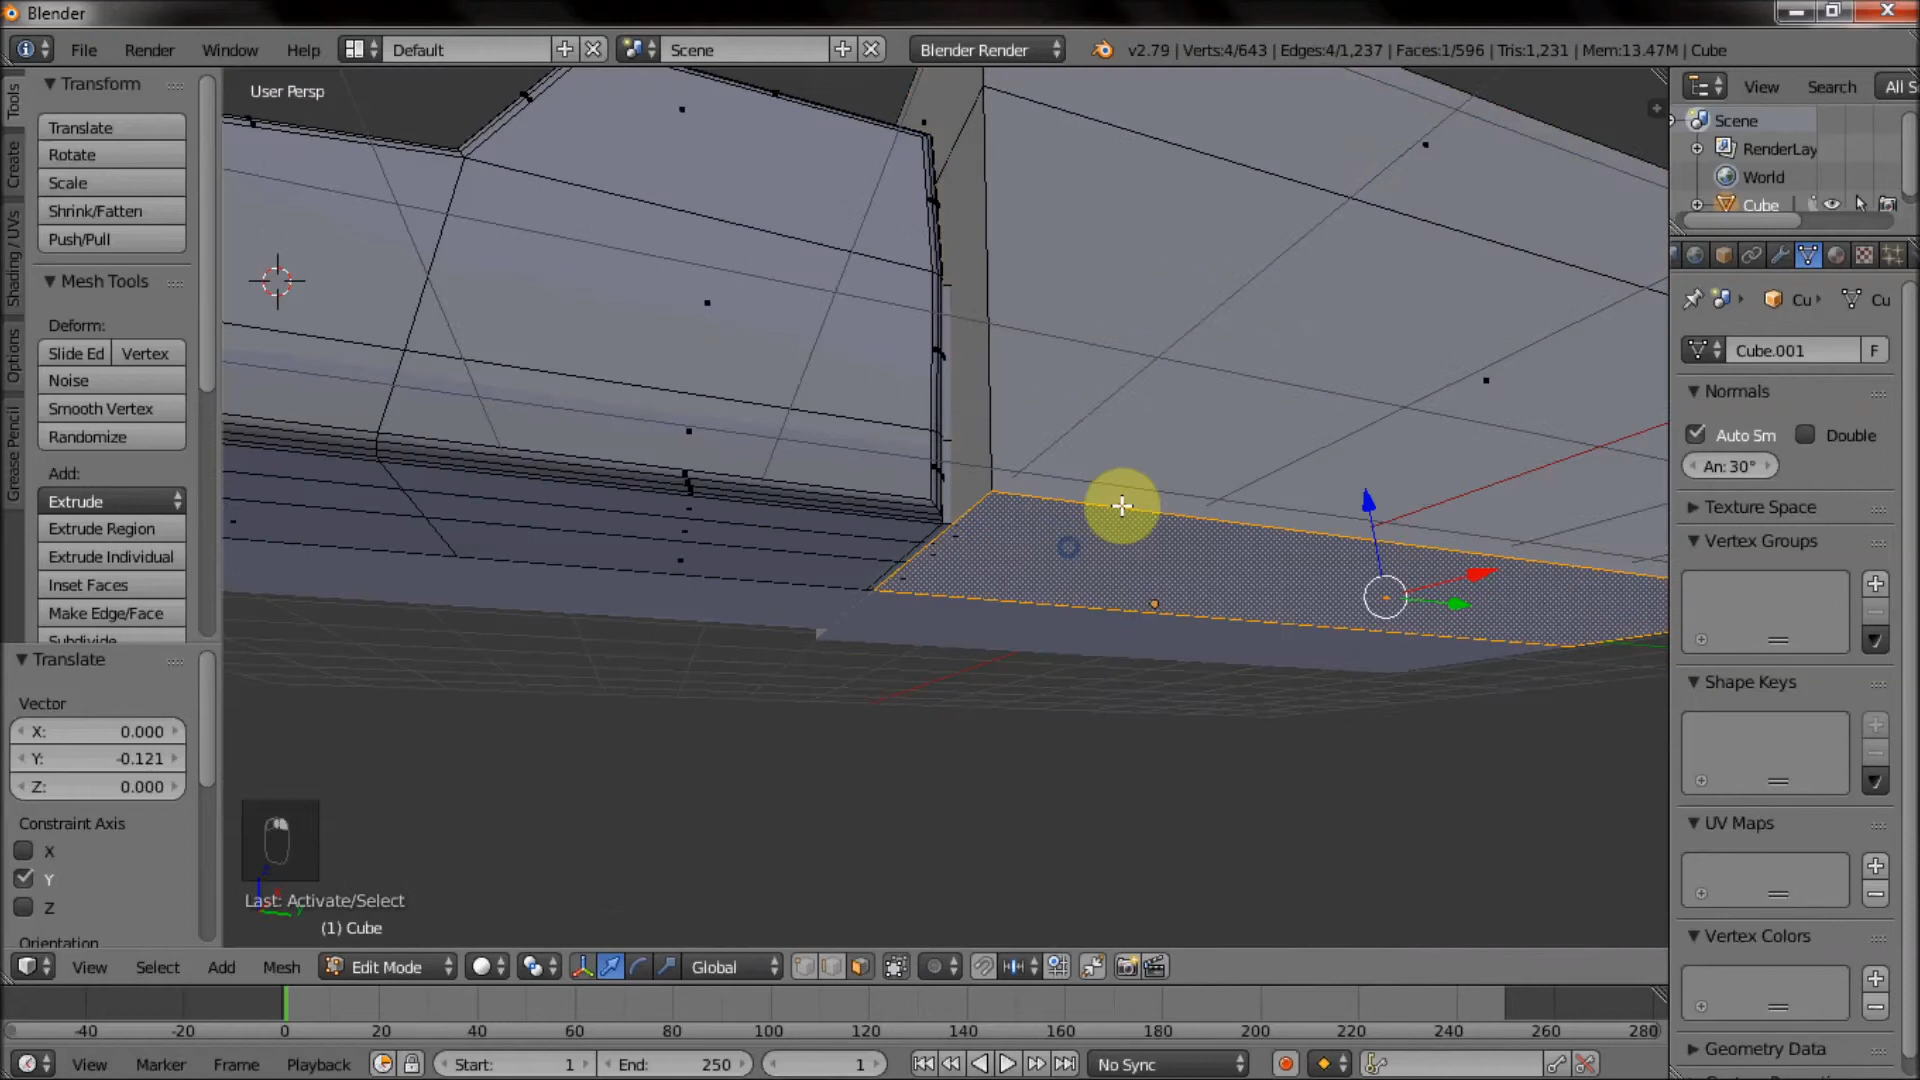 Blender
File Render Window Help Default Scene Blender Render v2.79 | Verts:4/643 | Edges:4/1,237 | Faces:1/596 | Tris:1,231 | Mem:13.47M | Cube
Transform
Translate
Rotate
Scale
Shrink/Fatten
Push/Pull
Mesh Tools
Deform:
Slide Ed Vertex
Noise
Smooth Vertex
Randomize
Add:
Extrude
Extrude Region
Extrude Individual
Inset Faces
Make Edge/Face
Subdivide
Tools
Create
Shading / UVs
Options
Grease Pencil
Translate
Vector
X: 0.000
Y: -0.121
Z: 0.000
Constraint Axis
X
Y
Z
Orientation
User Persp
Last: Activate/Select
(1) Cube
View Search All S
Scene
RenderLay
World
Cube
Cu Cu
Cube.001 F
Normals
Auto Sm Double
An: 30°
Texture Space
Vertex Groups
Shape Keys
UV Maps
Vertex Colors
Geometry Data
View Select Add Mesh Edit Mode Global
-40 -20 0 20 40 60 80 100 120 140 160 180 200 220 240 260 280
View Marker Frame Playback Start: 1 End: 250 1 No Sync